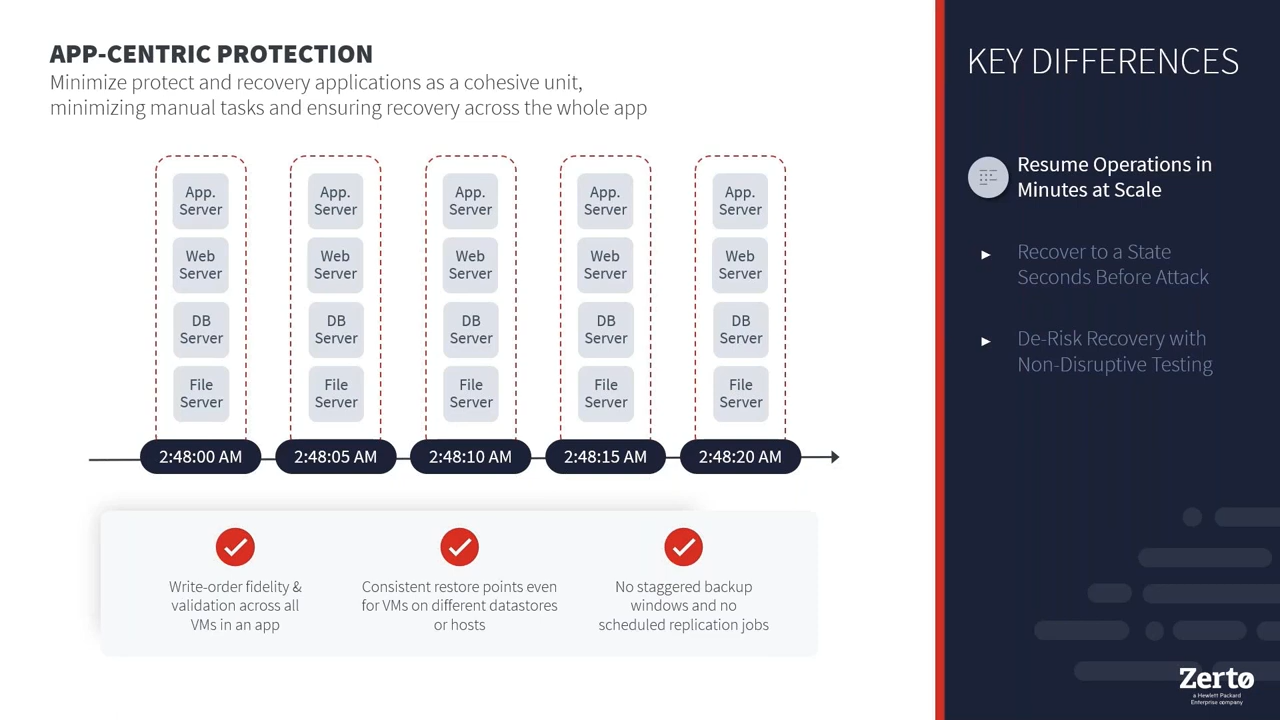 APP-CENTRIC PROTECTION
Minimize protect and recovery applications as a cohesive unit,
minimizing manual tasks and ensuring recovery across the whole app
App.
Server
Web
Server
DB
Server
File
Server
2:48:00 AM
App.
Server
Web
Server
DB
Server
File
Server
2:48:05 AM
App.
Server
Web
Server
DB
Server
File
Server
2:48:10 AM
App.
Server
Web
Server
DB
Server
File
Server
2:48:15 AM
App.
Server
Web
Server
DB
Server
File
Server
2:48:20 AM
Write-order fidelity &
validation across all
VMs in an app
Consistent restore points even
for VMs on different datastores
or hosts
No staggered backup
windows and no
scheduled replication jobs
KEY DIFFERENCES
Resume Operations in
Minutes at Scale
Recover to a State
Seconds Before Attack
De-Risk Recovery with
Non-Disruptive Testing
Zerto
a Hewlett Packard
Enterprise company